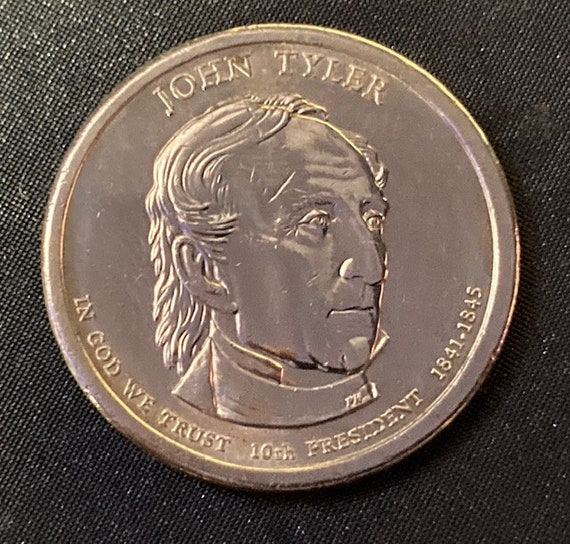 JOHN TYLER
IN GOD WE TRUST 10th PRESIDENT 1841-1845